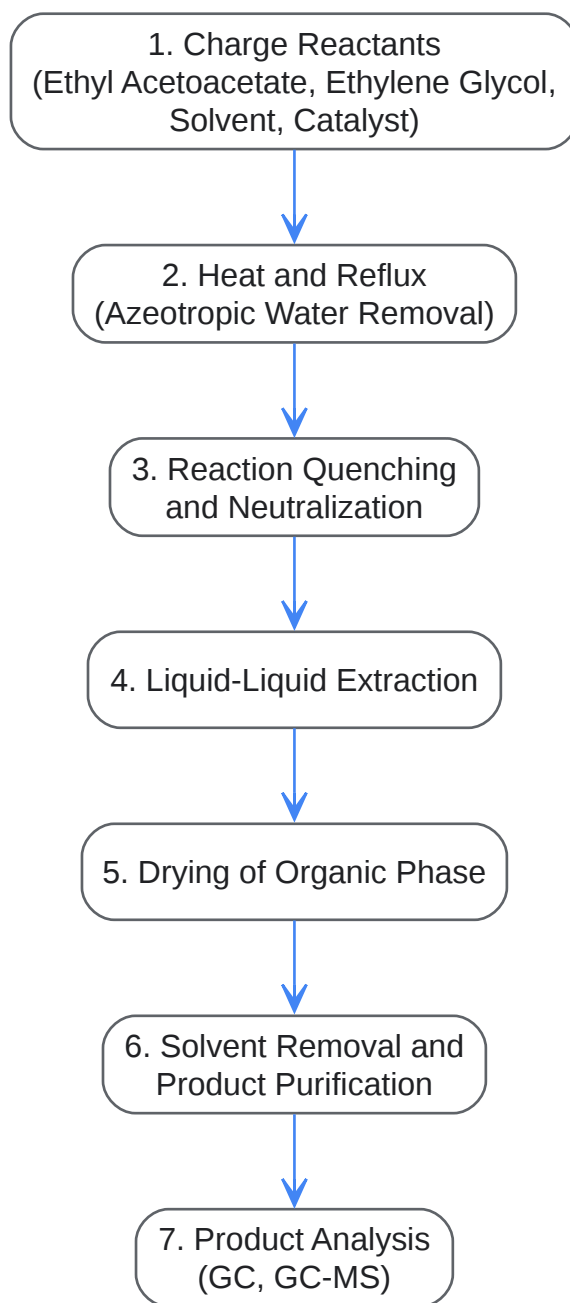 1. Charge Reactants
(Ethyl Acetoacetate, Ethylene Glycol,
Solvent, Catalyst)
2. Heat and Reflux
(Azeotropic Water Removal)
3. Reaction Quenching
and Neutralization
4. Liquid-Liquid Extraction
5. Drying of Organic Phase
6. Solvent Removal and
Product Purification
7. Product Analysis
(GC, GC-MS)